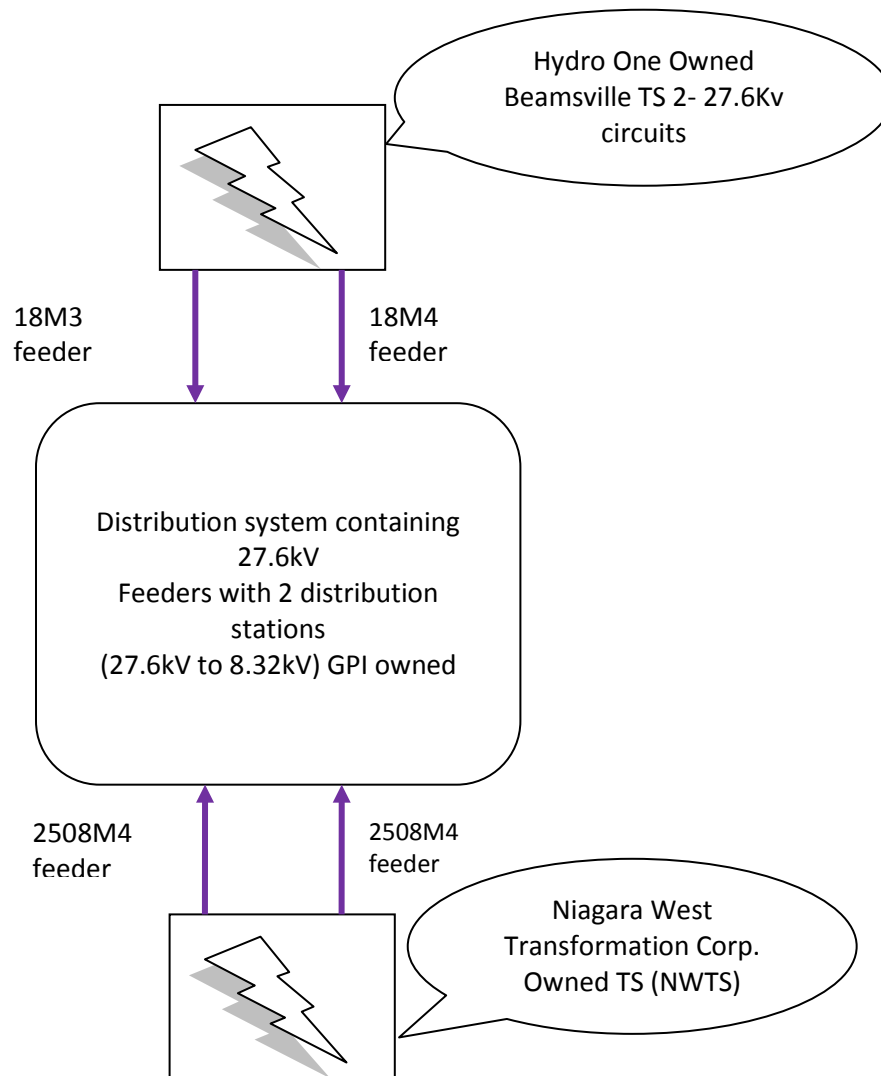 Hydro One Owned
Beamsville TS 2- 27.6Kv
circuits
18M3
feeder
18M4
feeder
Distribution system containing
27.6kV
Feeders with 2 distribution
stations
(27.6kV to 8.32kV) GPI owned
2508M4
feeder
2508M4
feeder
Niagara West
Transformation Corp.
Owned TS (NWTS)